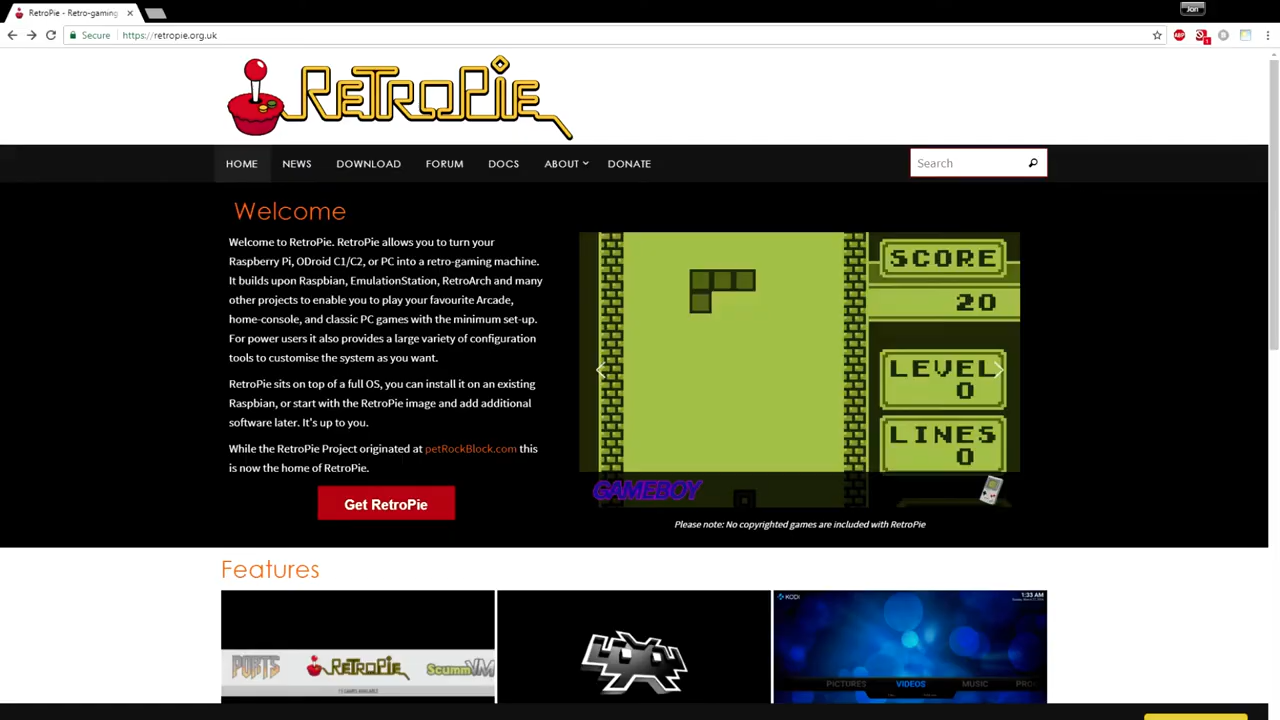 RetroPie - Retro-gaming
Jon
Secure
https://retropie.org.uk
RETROPIE
HOME
NEWS
DOWNLOAD
FORUM
DOCS
ABOUT
DONATE
Search
Welcome
Welcome to RetroPie. RetroPie allows you to turn your
Raspberry Pi, ODroid C1/C2, or PC into a retro-gaming machine.
It builds upon Raspbian, EmulationStation, RetroArch and many
other projects to enable you to play your favourite Arcade,
home-console, and classic PC games with the minimum set-up.
For power users it also provides a large variety of configuration
tools to customise the system as you want.
RetroPie sits on top of a full OS, you can install it on an existing
Raspbian, or start with the RetroPie image and add additional
software later. It's up to you.
While the RetroPie Project originated at petRockBlock.com this
is now the home of RetroPie.
Get RetroPie
SCORE
20
LEVEL
0
LINES
0
GAMEBOY
Please note: No copyrighted games are included with RetroPie
Features
PORTS
RETROPIE
ScummVM
KODI
1:33 AM
PICTURES
VIDEOS
MUSIC